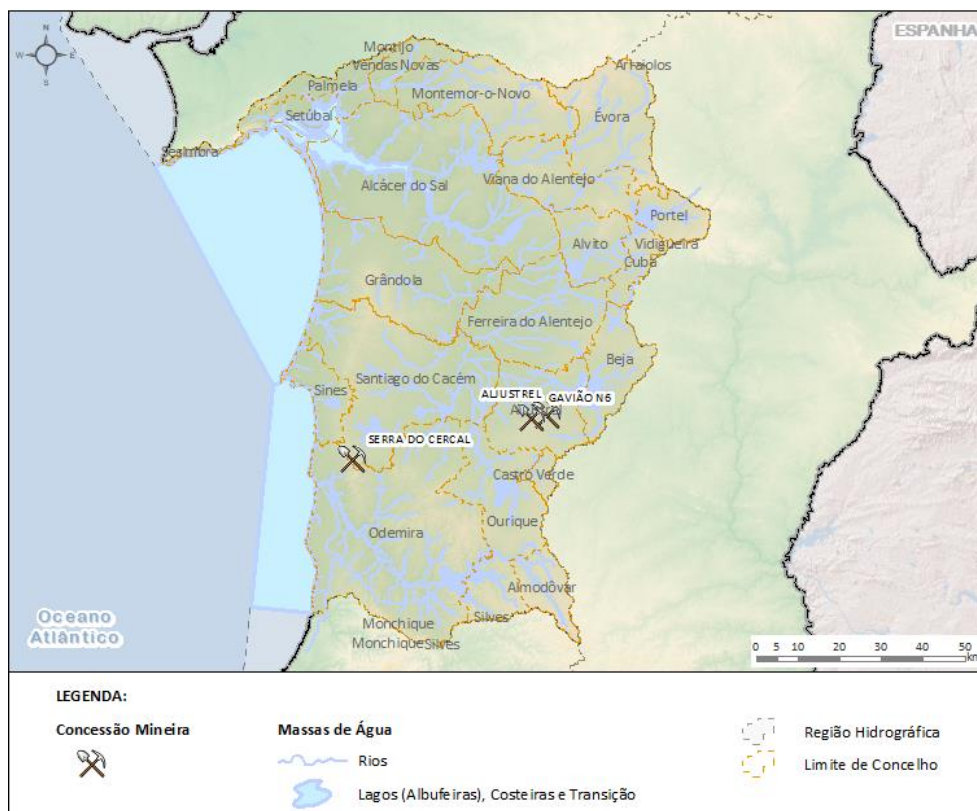 N
W
E
S
ESPANHA
Montijo
Vendas Novas
Arraiolos
Palmela
Montemor-o-Novo
Setúbal
Évora
Sesimbra
Alcácer do Sal
Viana do Alentejo
Portel
Alvito
Vidigueira
Cuba
Grândola
Ferreira do Alentejo
Beja
Santiago do Cacém
Sines
ALJUSTREL
GAVIÃO N6
Aljustrel
SERRA DO CERCAL
Castro Verde
Ourique
Odemira
Almodôvar
Silves
Monchique
Monchique
Silves
Oceano
Atlântico
0 5 10 20 30 40 50
km
LEGENDA:
Concessão Mineira
Massas de Água
Rios
Lagos (Albufeiras), Costeiras e Transição
Região Hidrográfica
Limite de Concelho